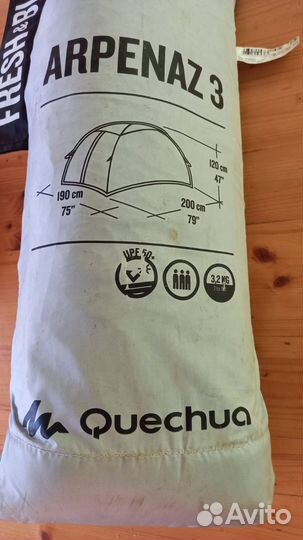 FRESH&B
ARPENAZ 3
120 cm
47"
190 cm
75"
200 cm
79"
UPF 50+
3,2 KG
Quechua
Avito